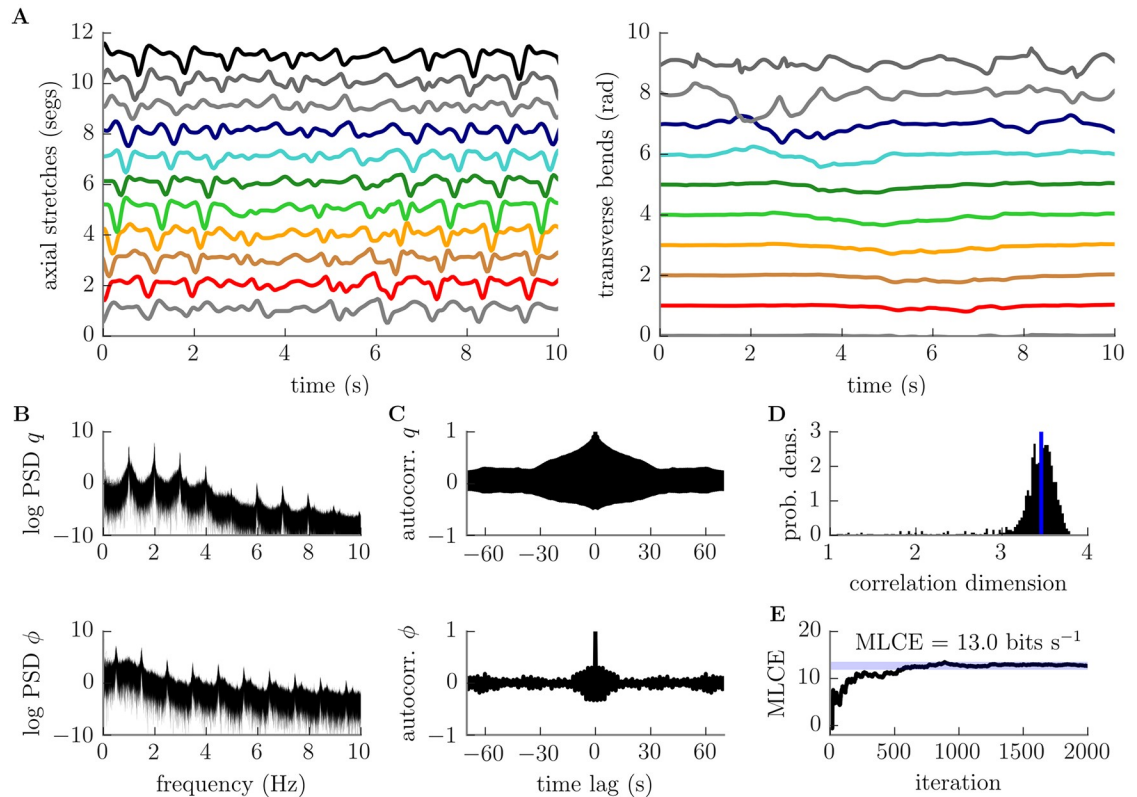 A
axial stretches (segs)
12
10
8
6
4
2
0
0 2 4 6 8 10
time (s)
transverse bends (rad)
10
8
6
4
2
0
0 2 4 6 8 10
time (s)
B
log PSD q
10
0
−10
0 2 4 6 8 10
C
autocorr. q
1
0
−1
−60 −30 0 30 60
D
prob. dens.
3
2
1
0
1 2 3 4
correlation dimension
log PSD ϕ
10
0
−10
0 2 4 6 8 10
frequency (Hz)
autocorr. ϕ
1
0
−1
−60 −30 0 30 60
time lag (s)
E
MLCE
20
10
0
MLCE = 13.0 bits s⁻¹
0 500 1000 1500 2000
iteration